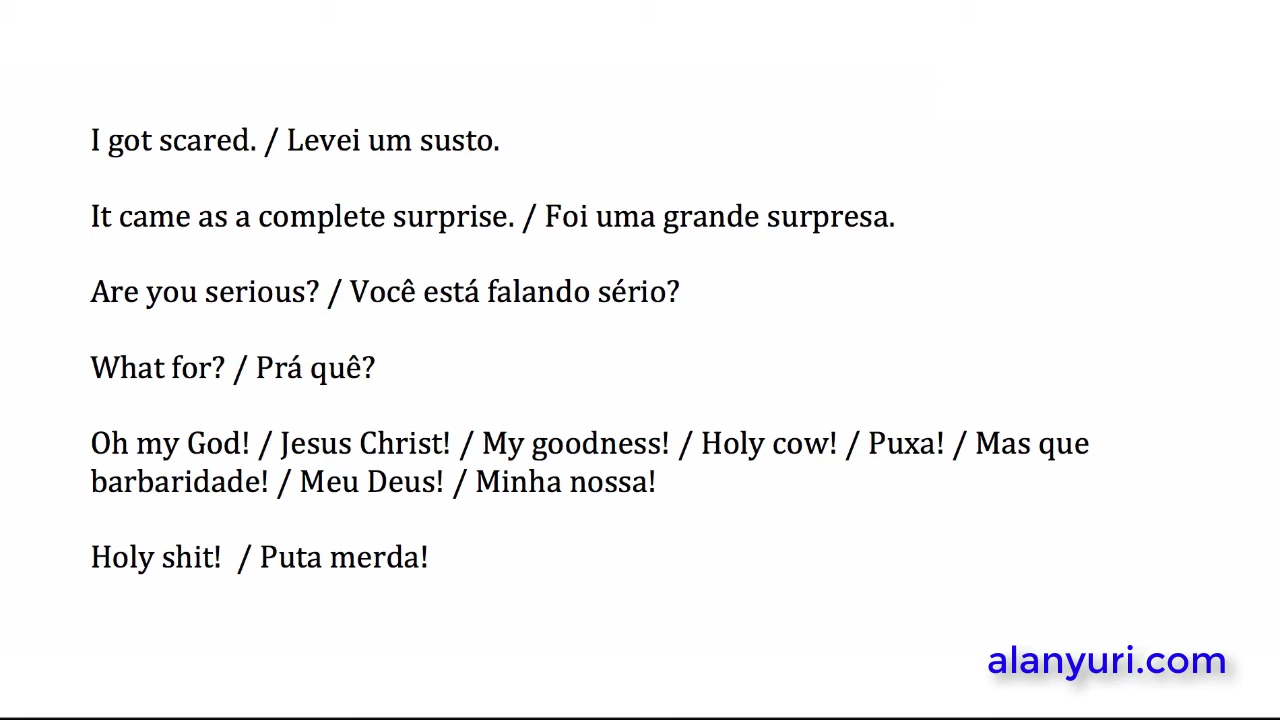 I got scared. / Levei um susto.
It came as a complete surprise. / Foi uma grande surpresa.
Are you serious? / Você está falando sério?
What for? / Prá quê?
Oh my God! / Jesus Christ! / My goodness! / Holy cow! / Puxa! / Mas que
barbaridade! / Meu Deus! / Minha nossa!
Holy shit!  / Puta merda!
alanyuri.com